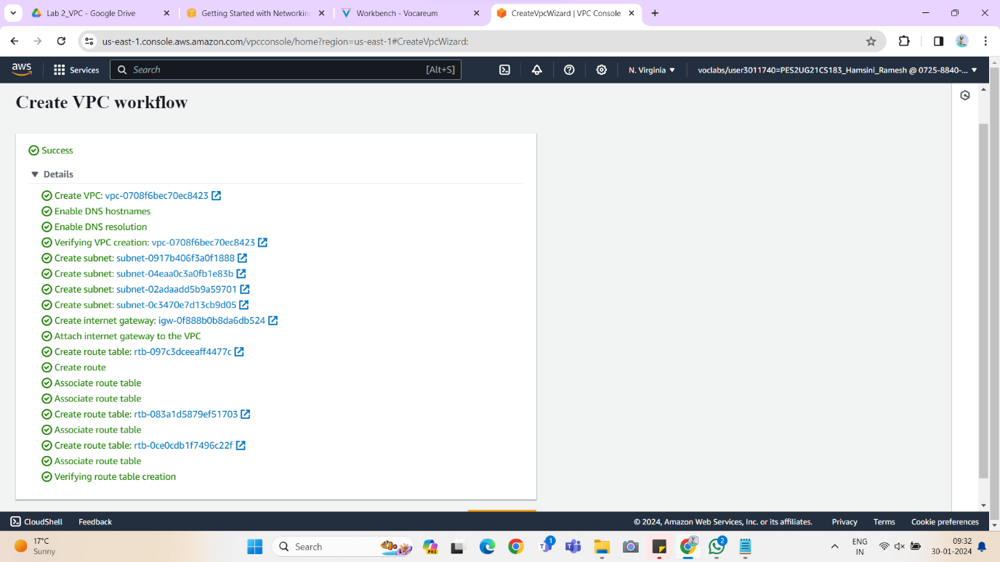 Lab 2_VPC - Google Drive
Getting Started with Networkin
Workbench - Vocareum
CreateVpcWizard | VPC Console
us-east-1.console.aws.amazon.com/vpcconsole/home?region=us-east-1#CreateVpcWizard:
aws
Services
Search
[Alt+S]
N. Virginia
voclabs/user3011740=PES2UG21CS183_Hamsini_Ramesh @ 0725-8840-...
Create VPC workflow
Success
Details
Create VPC: vpc-0708f6bec70ec8423
Enable DNS hostnames
Enable DNS resolution
Verifying VPC creation: vpc-0708f6bec70ec8423
Create subnet: subnet-0917b406f3a0f1888
Create subnet: subnet-04eaa0c3a0fb1e83b
Create subnet: subnet-02adaadd5b9a59701
Create subnet: subnet-0c3470e7d13cb9d05
Create internet gateway: igw-0f888b0b8da6db524
Attach internet gateway to the VPC
Create route table: rtb-097c3dceeaff4477c
Create route
Associate route table
Associate route table
Create route table: rtb-083a1d5879ef51703
Associate route table
Create route table: rtb-0ce0cdb1f7496c22f
Associate route table
Verifying route table creation
CloudShell
Feedback
© 2024, Amazon Web Services, Inc. or its affiliates.
Privacy
Terms
Cookie preferences
17°C
Sunny
Search
PRE
1
2
ENG
IN
09:32
30-01-2024